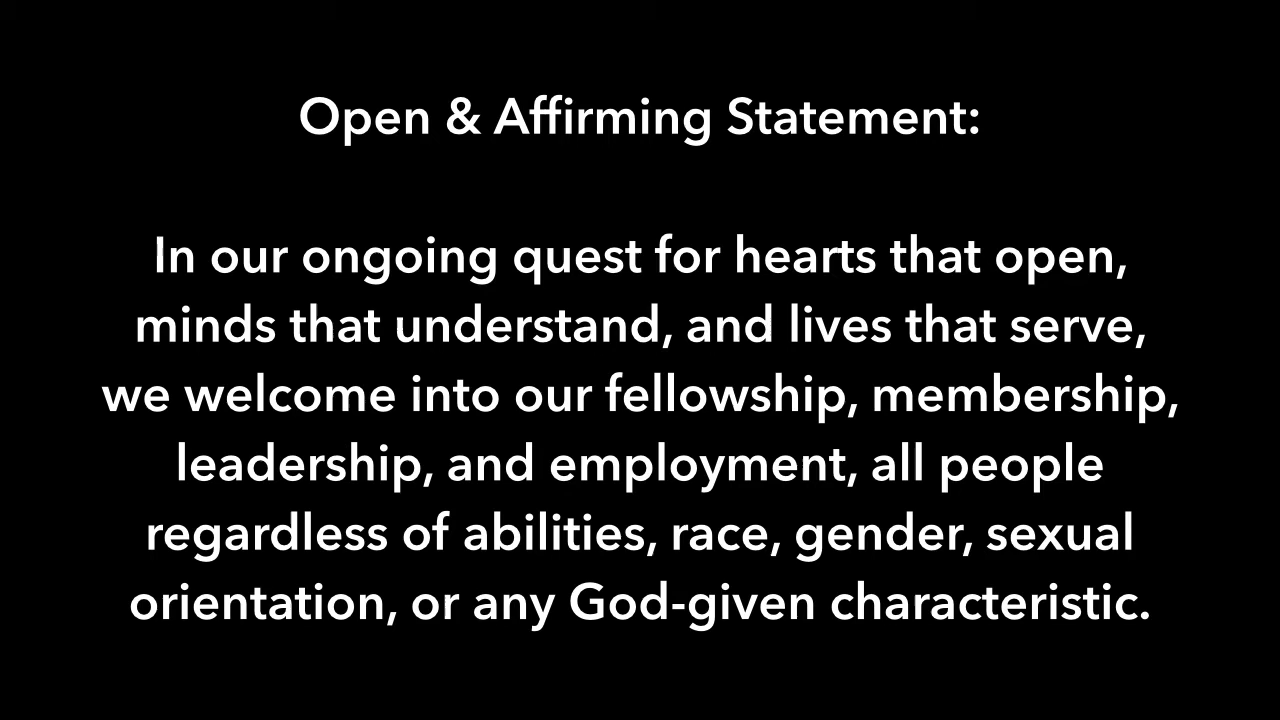 Open & Affirming Statement:
In our ongoing quest for hearts that open,
minds that understand, and lives that serve,
we welcome into our fellowship, membership,
leadership, and employment, all people
regardless of abilities, race, gender, sexual
orientation, or any God-given characteristic.